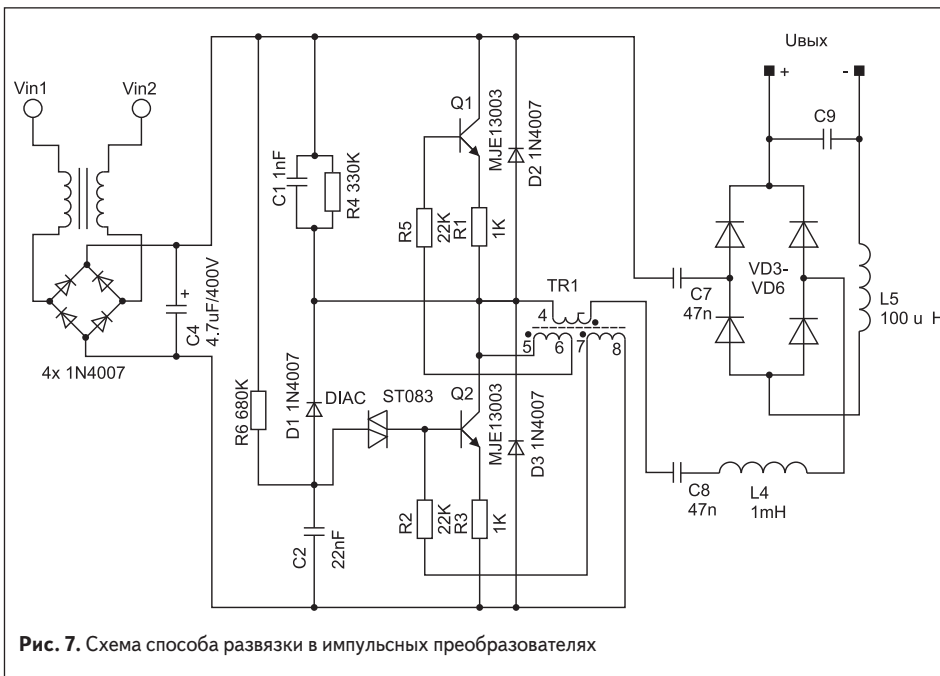 Uвых
+ -
Vin1
Vin2
C9
Q1
MJE13003
D2 1N4007
C1 1nF
R4 330K
R5
22K
R1
1K
C4
4.7uF/400V
+
4x 1N4007
TR1
4
5 6 7 8
C7
47n
VD3-
VD6
L5
100 u H
R6 680K
D1 1N4007
DIAC
ST083
Q2
MJE13003
D3 1N4007
C2
22nF
R2
22K
R3
1K
C8
47n
L4
1mH
Рис. 7. Схема способа развязки в импульсных преобразователях